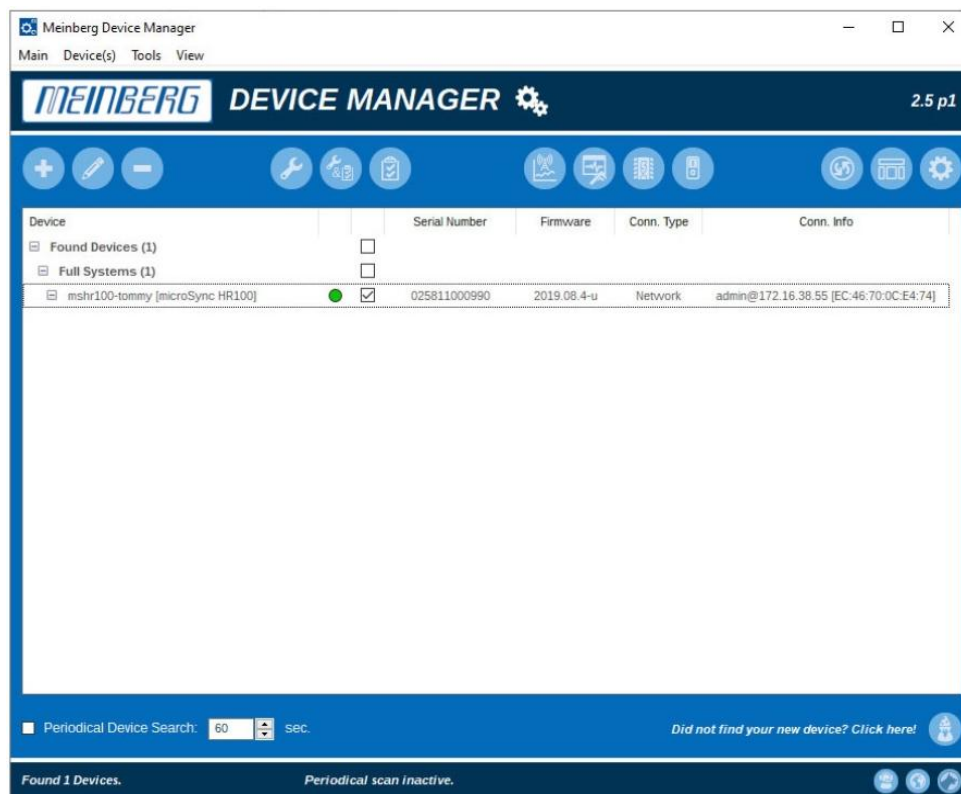 Meinberg Device Manager
Main Device(s) Tools View
MEINBERG DEVICE MANAGER 2.5 p1
Device Serial Number Firmware Conn. Type Conn. Info
Found Devices (1)
Full Systems (1)
mshr100-tommy [microSync HR100] 025811000990 2019.08.4-u Network admin@172.16.38.55 [EC:46:70:0C:E4:74]
Periodical Device Search: 60 sec. Did not find your new device? Click here!
Found 1 Devices. Periodical scan inactive.